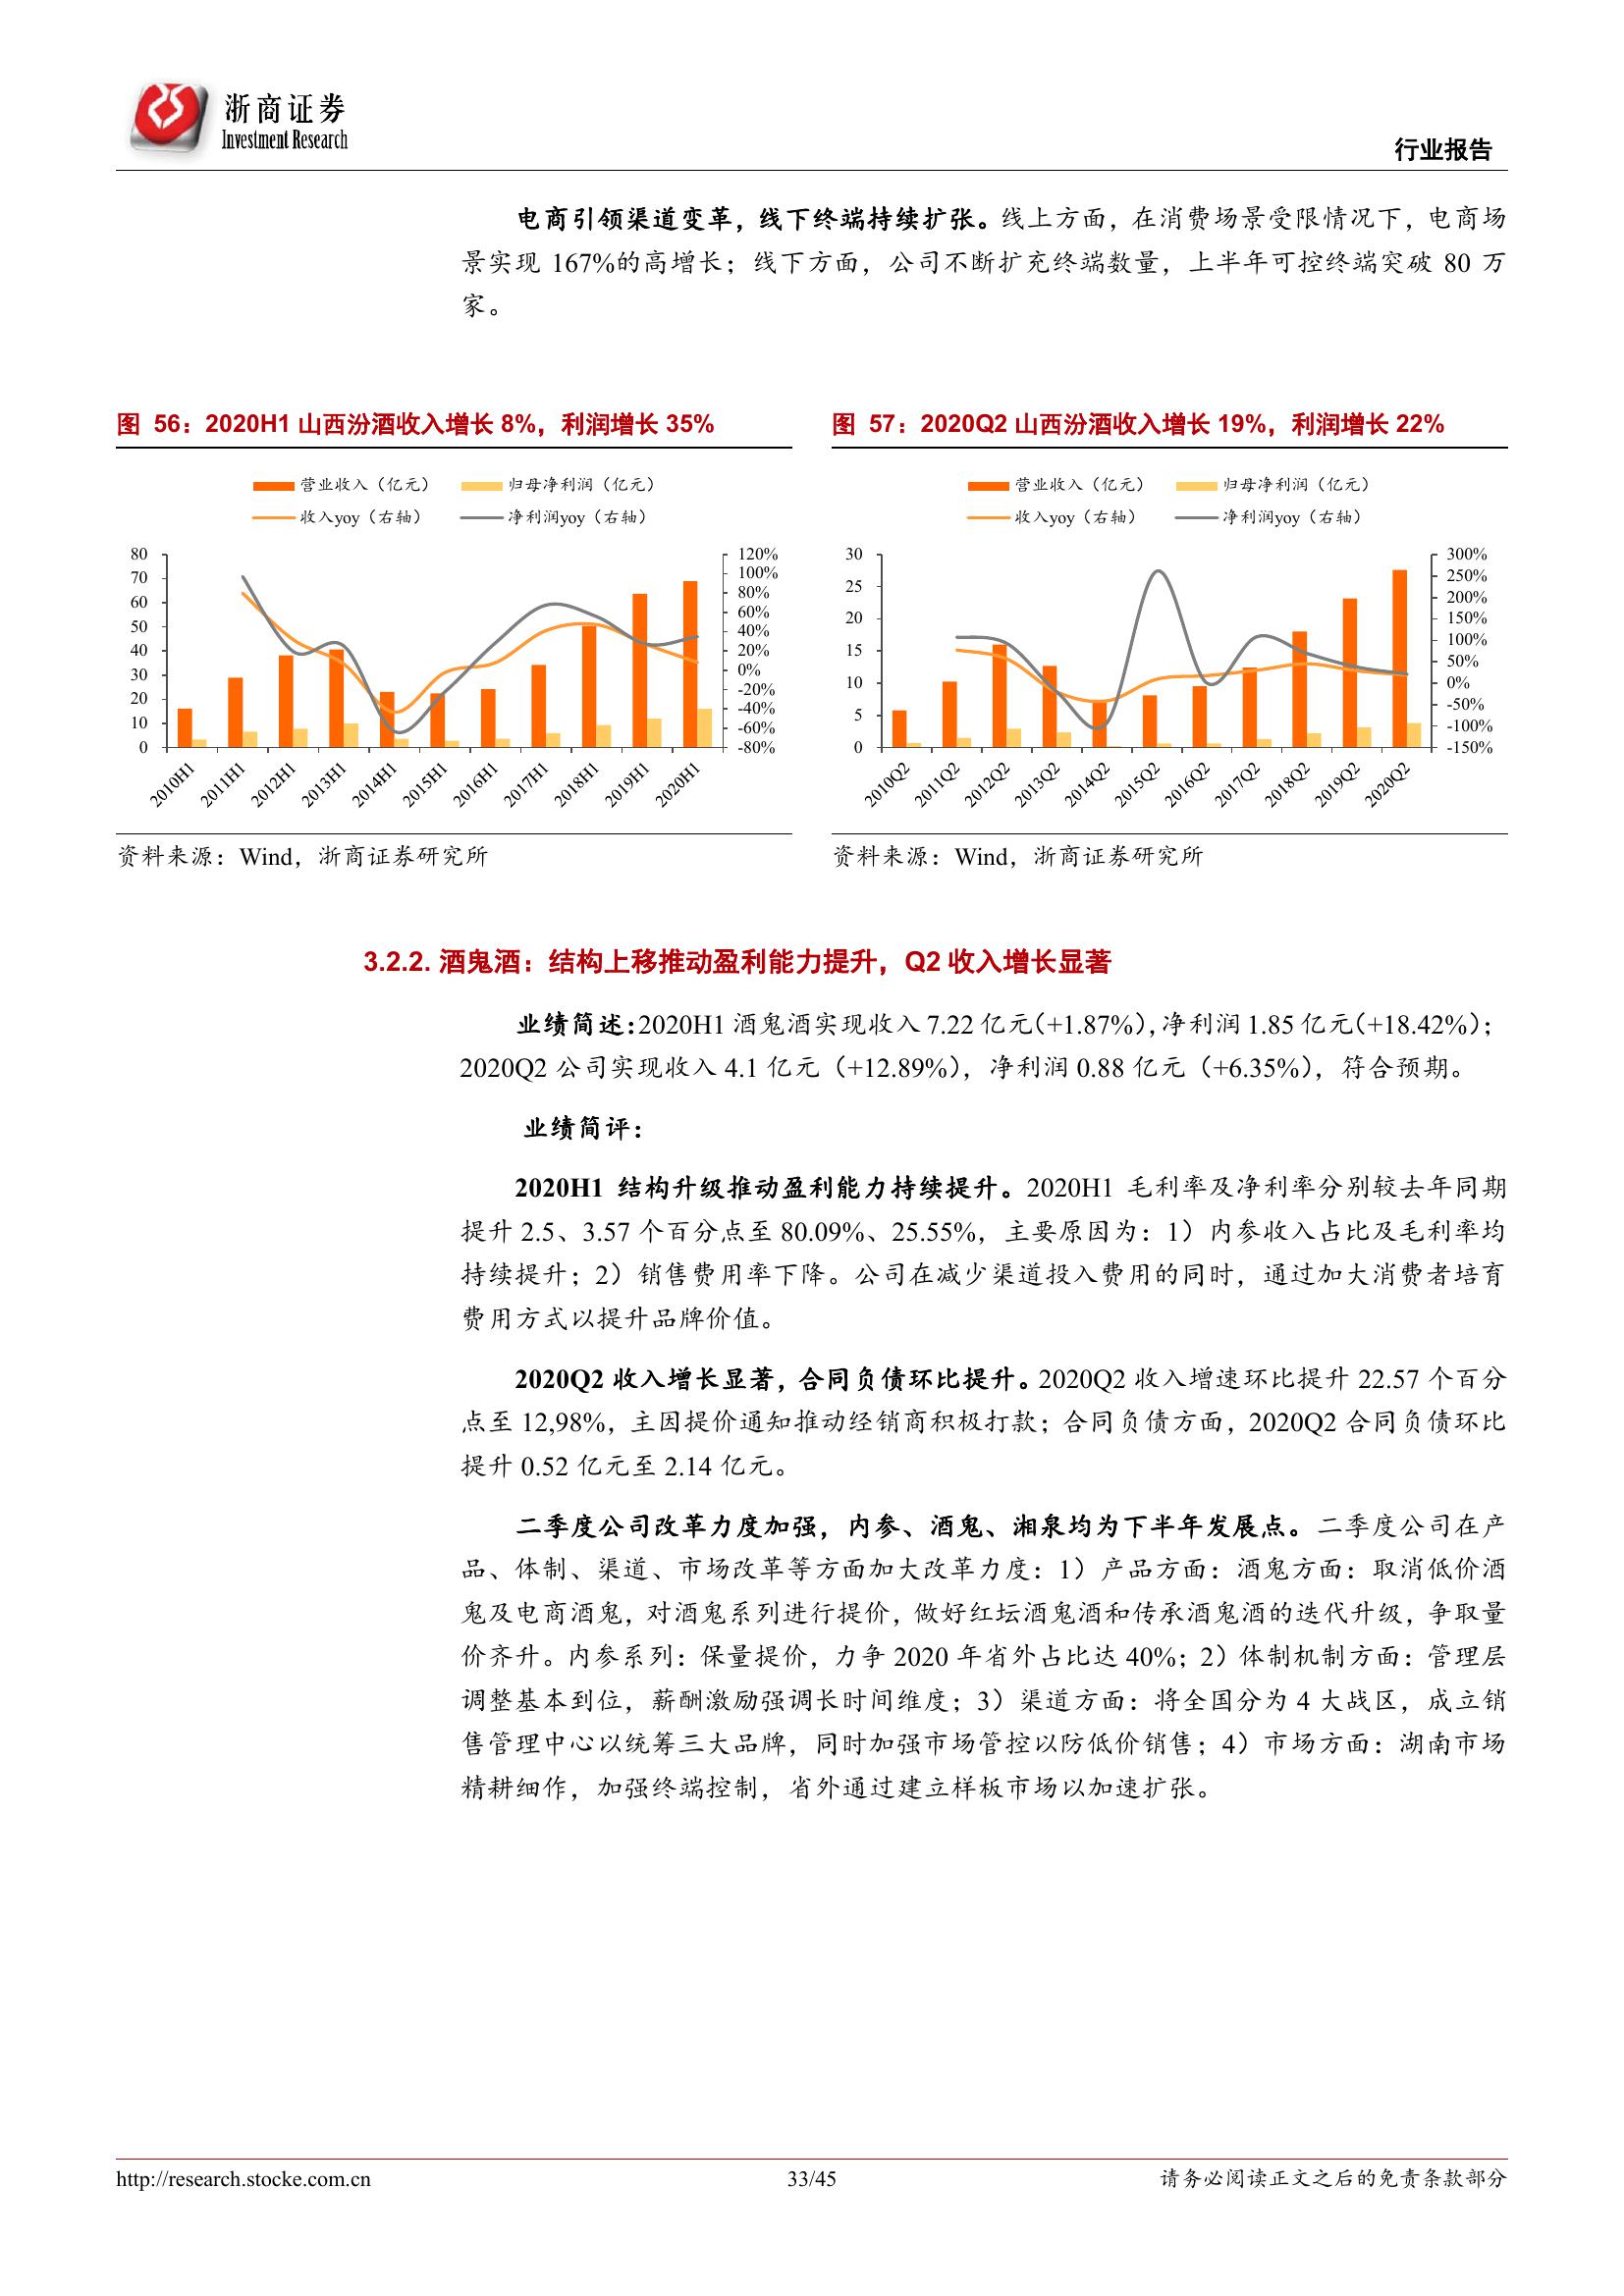 浙商证券
Investment Research
行业报告
电商引领渠道变革，线下终端持续扩张。线上方面，在消费场景受限情况下，电商场
景实现 167%的高增长；线下方面，公司不断扩充终端数量，上半年可控终端突破 80 万
家。
图 56：2020H1 山西汾酒收入增长 8%，利润增长 35%
营业收入（亿元） 归母净利润（亿元）
收入yoy（右轴） 净利润yoy（右轴）
80 120%
70 100%
60 80%
50 60%
40 40%
30 20%
20 0%
10 -20%
0 -40%
-60%
-80%
2010H1 2011H1 2012H1 2013H1 2014H1 2015H1 2016H1 2017H1 2018H1 2019H1 2020H1
资料来源：Wind，浙商证券研究所
图 57：2020Q2 山西汾酒收入增长 19%，利润增长 22%
营业收入（亿元） 归母净利润（亿元）
收入yoy（右轴） 净利润yoy（右轴）
30 300%
25 250%
20 200%
15 150%
10 100%
5 50%
0 0%
-50%
-100%
-150%
2010Q2 2011Q2 2012Q2 2013Q2 2014Q2 2015Q2 2016Q2 2017Q2 2018Q2 2019Q2 2020Q2
资料来源：Wind，浙商证券研究所
3.2.2. 酒鬼酒：结构上移推动盈利能力提升，Q2 收入增长显著
业绩简述：2020H1 酒鬼酒实现收入 7.22 亿元（+1.87%），净利润 1.85 亿元（+18.42%）；
2020Q2 公司实现收入 4.1 亿元（+12.89%），净利润 0.88 亿元（+6.35%），符合预期。
业绩简评：
2020H1 结构升级推动盈利能力持续提升。2020H1 毛利率及净利率分别较去年同期
提升 2.5、3.57 个百分点至 80.09%、25.55%，主要原因为：1）内参收入占比及毛利率均
持续提升；2）销售费用率下降。公司在减少渠道投入费用的同时，通过加大消费者培育
费用方式以提升品牌价值。
2020Q2 收入增长显著，合同负债环比提升。2020Q2 收入增速环比提升 22.57 个百分
点至 12,98%，主因提价通知推动经销商积极打款；合同负债方面，2020Q2 合同负债环比
提升 0.52 亿元至 2.14 亿元。
二季度公司改革力度加强，内参、酒鬼、湘泉均为下半年发展点。二季度公司在产
品、体制、渠道、市场改革等方面加大改革力度：1）产品方面：酒鬼方面：取消低价酒
鬼及电商酒鬼，对酒鬼系列进行提价，做好红坛酒鬼酒和传承酒鬼酒的迭代升级，争取量
价齐升。内参系列：保量提价，力争 2020 年省外占比达 40%；2）体制机制方面：管理层
调整基本到位，薪酬激励强调长时间维度；3）渠道方面：将全国分为 4 大战区，成立销
售管理中心以统筹三大品牌，同时加强市场管控以防低价销售；4）市场方面：湖南市场
精耕细作，加强终端控制，省外通过建立样板市场以加速扩张。
http://research.stocke.com.cn 33/45 请务必阅读正文之后的免责条款部分